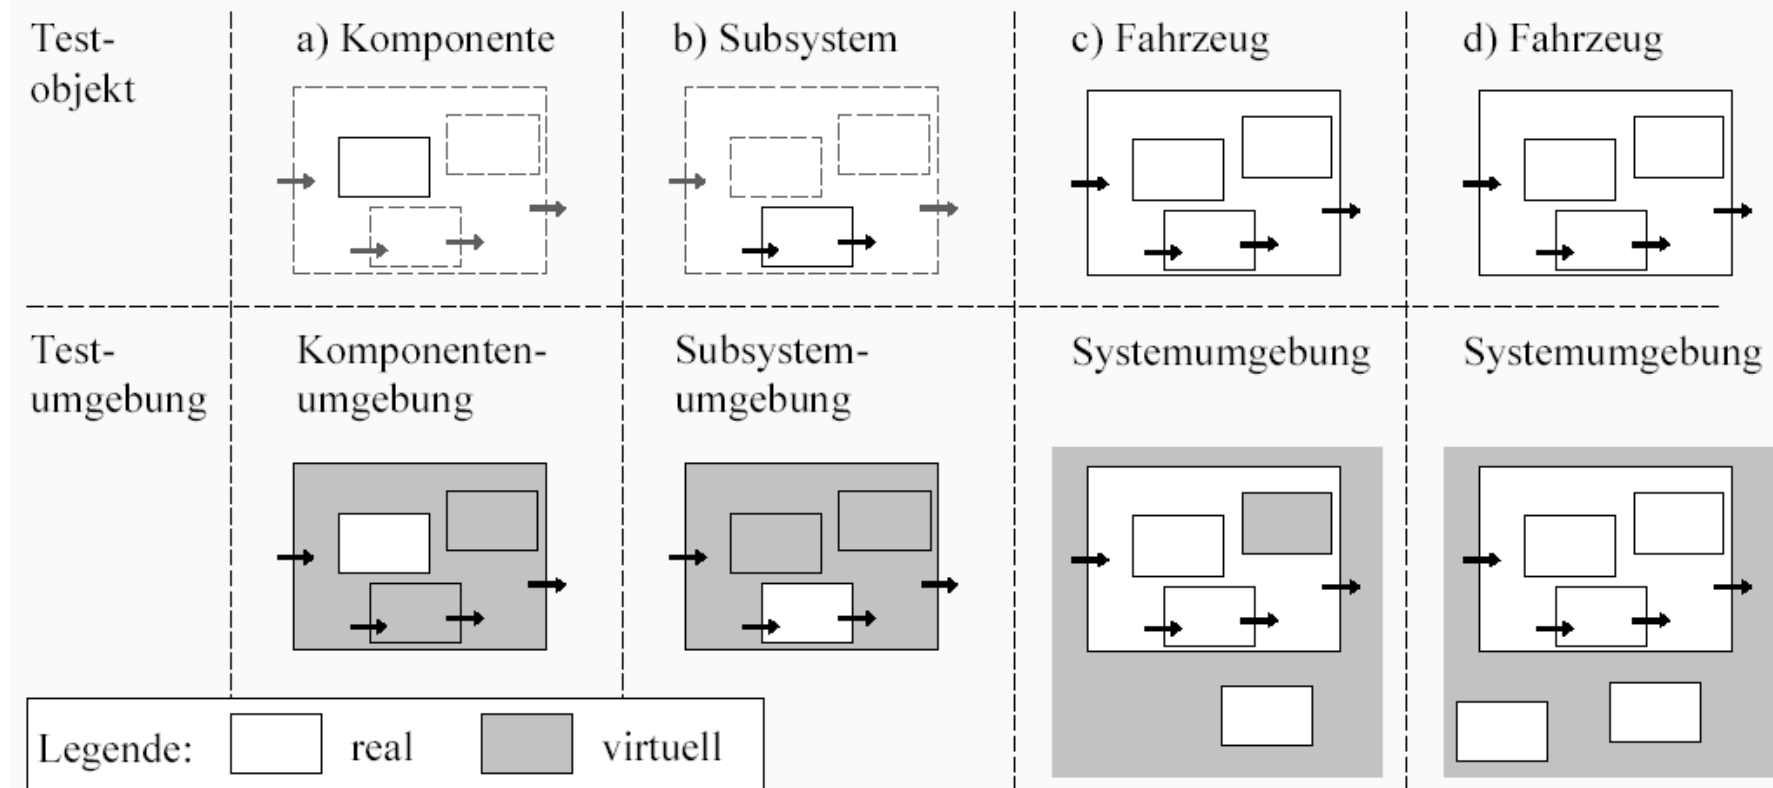 Test-
objekt
a) Komponente
b) Subsystem
c) Fahrzeug
d) Fahrzeug
Test-
umgebung
Komponenten-
umgebung
Subsystem-
umgebung
Systemumgebung
Systemumgebung
Legende: real virtuell